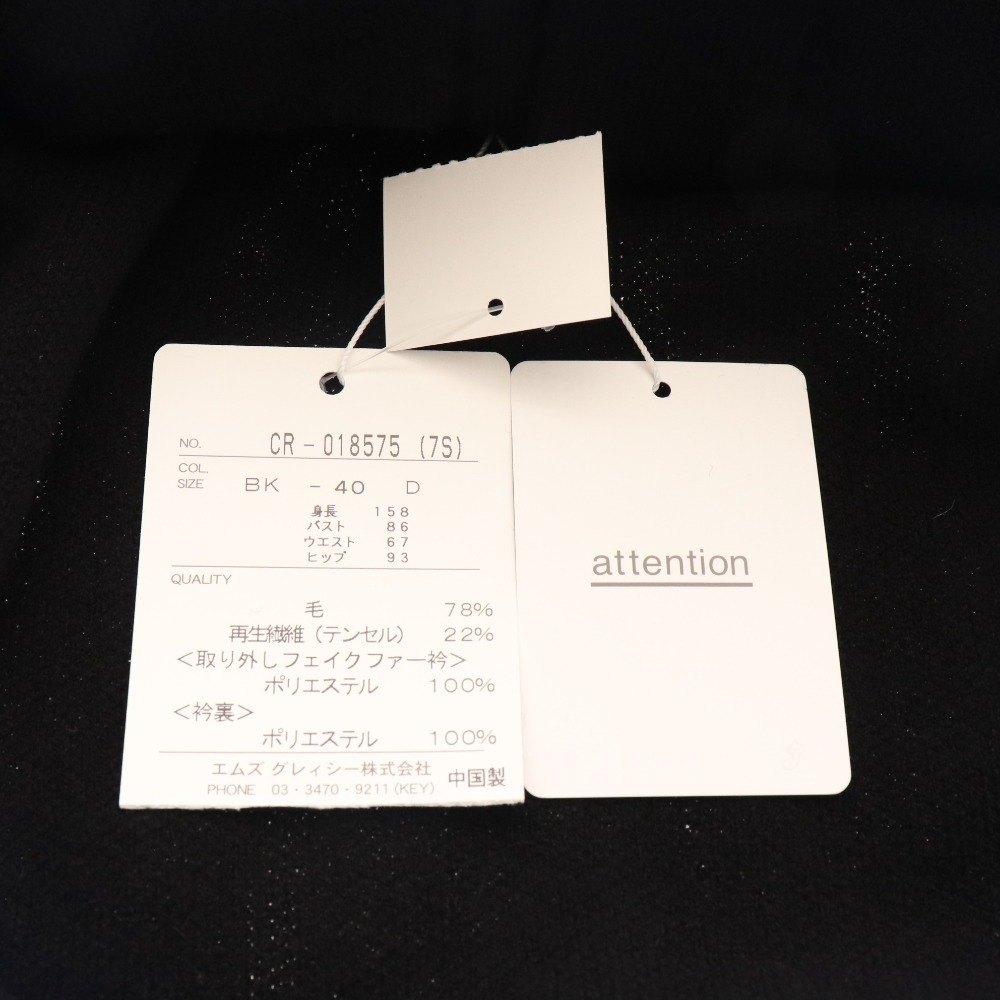 NO. CR-018575 (7S)
COL.
SIZE BK -40 D
身長 158
バスト 86
ウエスト 67
ヒップ 93
QUALITY
毛 78%
再生繊維(テンセル) 22%
<取り外しフェイクファー衿>
ポリエステル 100%
<衿裏>
ポリエステル 100%
エムズ グレィシー株式会社
PHONE 03・3470・9211(KEY) 中国製
attention